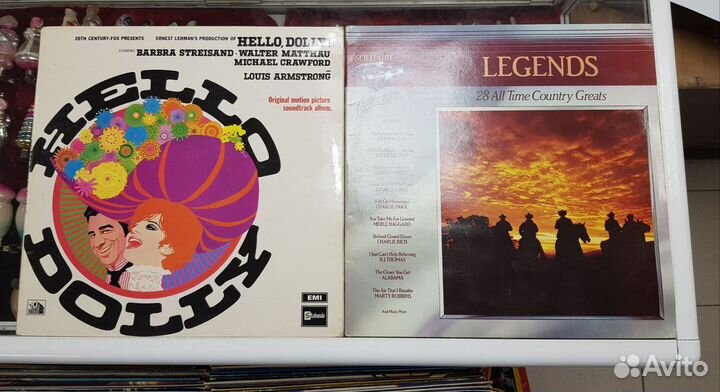 20TH CENTURY-FOX PRESENTS
ERNEST LEHMAN'S PRODUCTION OF HELLO, DOLLY!
STARRING BARBRA STREISAND · WALTER MATTHAU
MICHAEL CRAWFORD
LOUIS ARMSTRONG
Original motion picture
soundtrack album.
HELLO
DOLLY
EMI
Stateside
SOLITAIRE
LEGENDS
28 All Time Country Greats
Roll On Mississippi
CHARLIE PRIDE
You Take Me For Granted
MERLE HAGGARD
Behind Closed Doors
CHARLIE RICH
I Just Can't Help Believing
B.J. THOMAS
The Closer You Get
ALABAMA
The Air That I Breathe
MARTY ROBBINS
And Many More
Avito